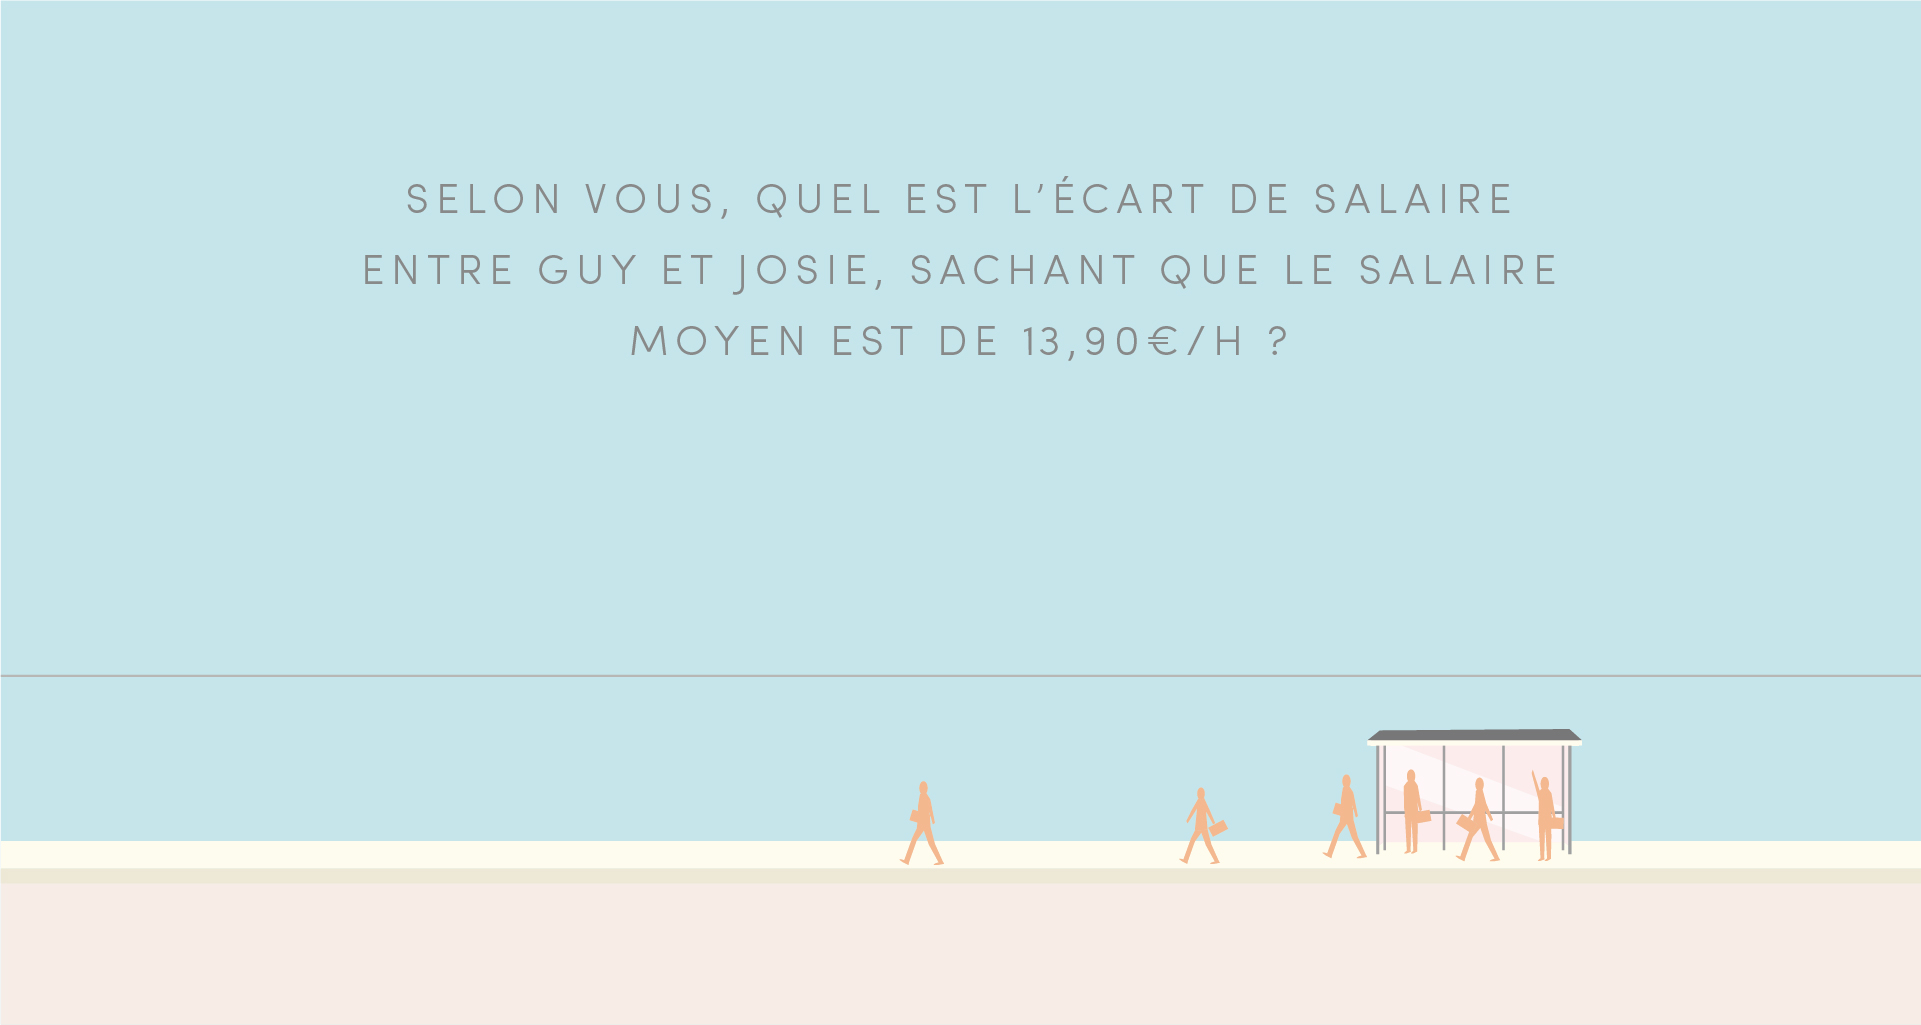 SELON VOUS, QUEL EST L’ÉCART DE SALAIRE
ENTRE GUY ET JOSIE, SACHANT QUE LE SALAIRE
MOYEN EST DE 13,90€/H ?